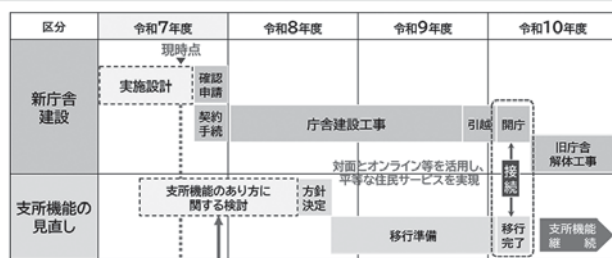 区分 令和7年度 令和8年度 令和9年度 令和10年度
現時点
新庁舎
建設
実施設計
確認
申請
契約
手続
庁舎建設工事
引越
開庁
旧庁舎
解体工事
対面とオンライン等を活用し、
平等な住民サービスを実現
接続
支所機能の
見直し
支所機能のあり方に
関する検討
方針
決定
移行準備
移行
完了
支所機能
継続